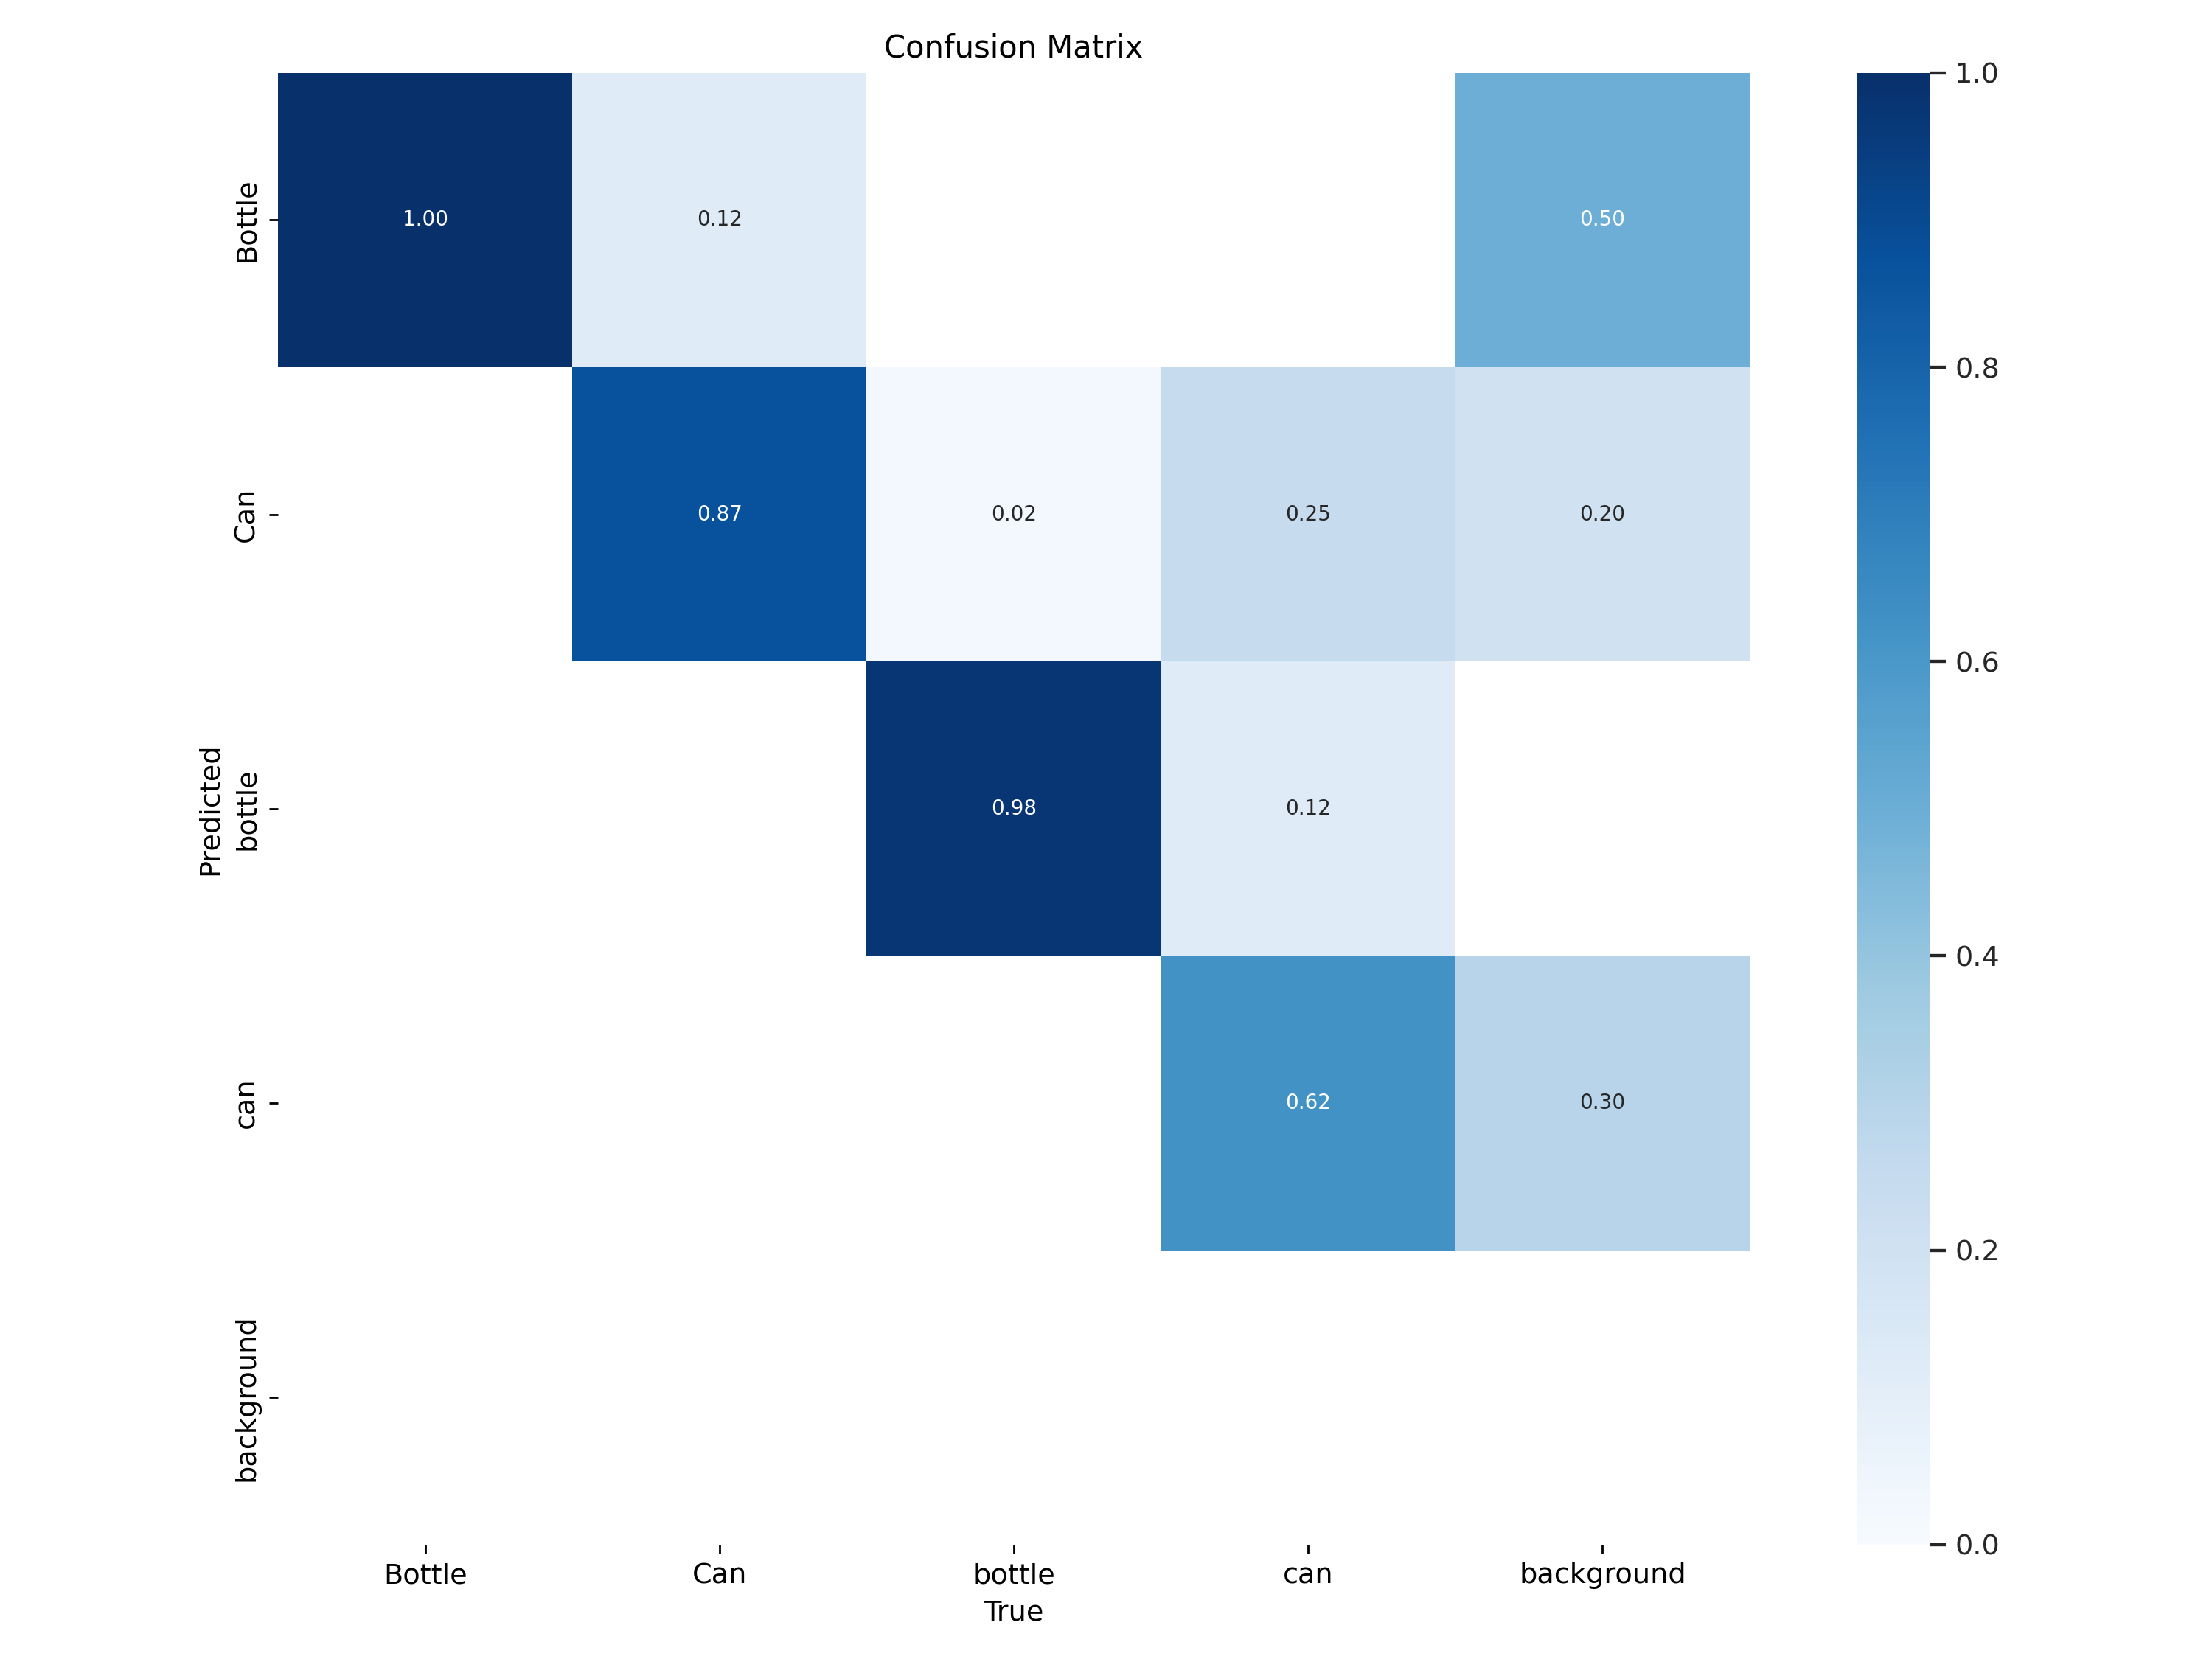 Confusion Matrix
1.0
Bottle
1.00
0.12
0.50
0.8
Can
0.87
0.02
0.25
0.20
0.6
Predicted
bottle
0.98
0.12
0.4
can
0.62
0.30
0.2
background
0.0
Bottle
Can
bottle
can
background
True